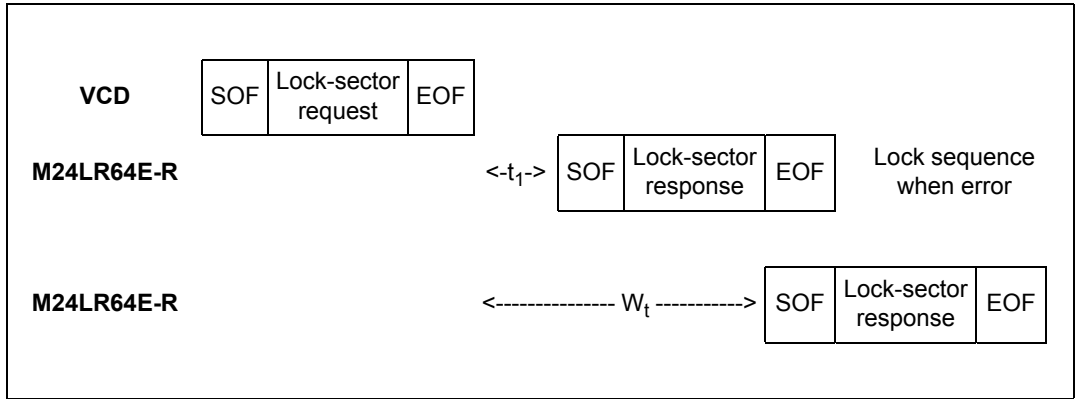 VCD SOF Lock-sector request EOF
M24LR64E-R <-t1-> SOF Lock-sector response EOF Lock sequence when error
M24LR64E-R <--------------- Wt -----------> SOF Lock-sector response EOF